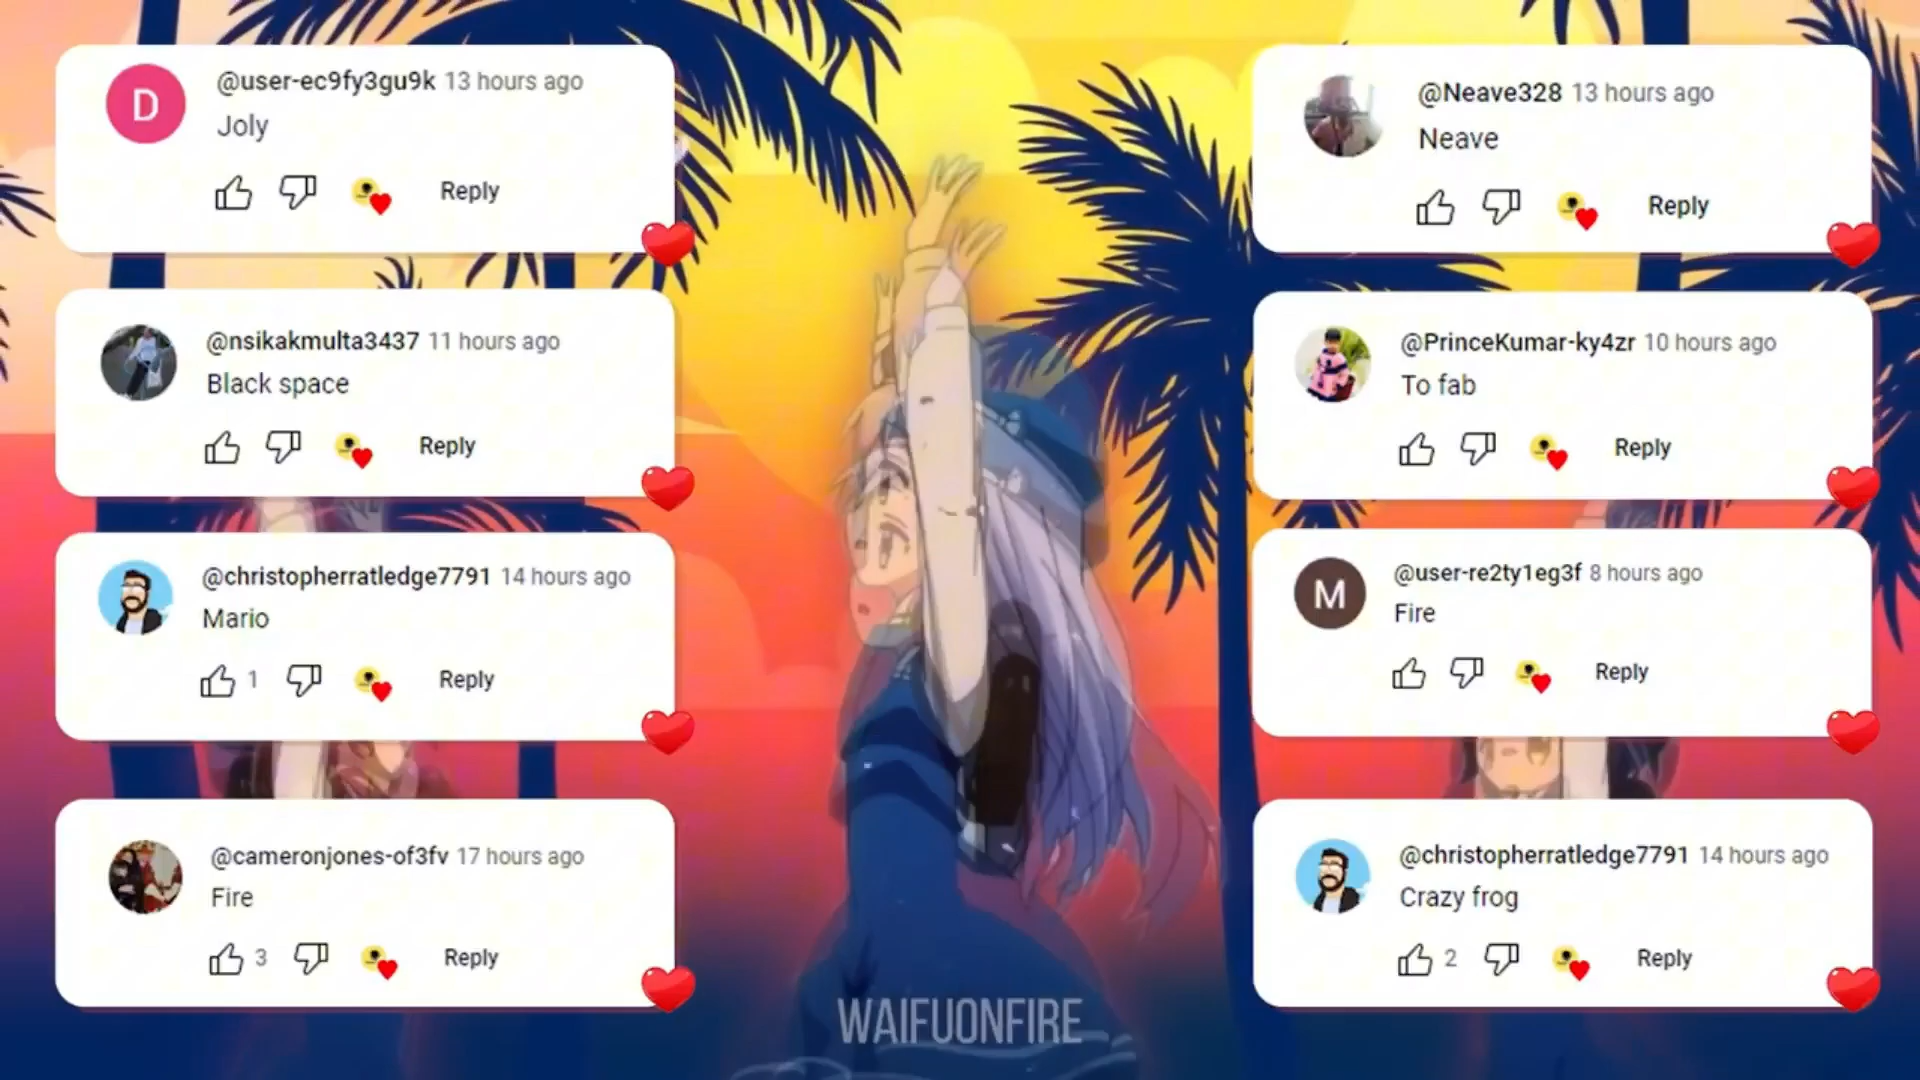 D
@user-ec9fy3gu9k 13 hours ago
Joly
Reply
@nsikakmulta3437 11 hours ago
Black space
Reply
@christopherratledge7791 14 hours ago
Mario
1
Reply
@cameronjones-of3fv 17 hours ago
Fire
3
Reply
@Neave328 13 hours ago
Neave
Reply
@PrinceKumar-ky4zr 10 hours ago
To fab
Reply
M
@user-re2ty1eg3f 8 hours ago
Fire
Reply
@christopherratledge7791 14 hours ago
Crazy frog
2
Reply
WAIFUONFIRE